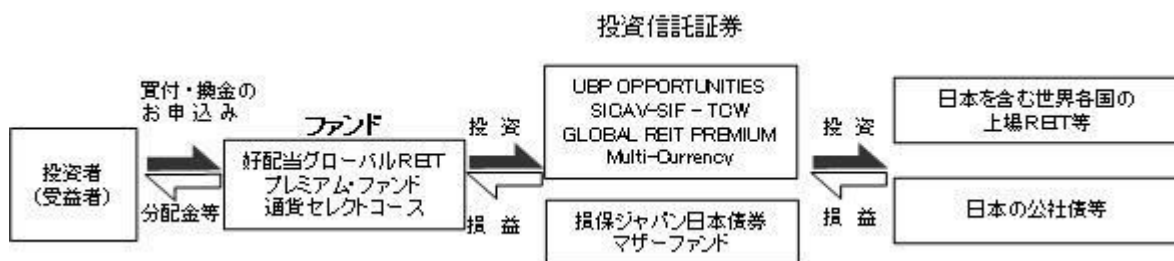 投資信託証券
買付・換金の
お申込み
投資者
(受益者)
分配金等
ファンド
好配当グローバルREIT
プレミアム・ファンド
通貨セレクトコース
投 資
損 益
UBP OPPORTUNITIES
SICAV-SIF – TCW
GLOBAL REIT PREMIUM
Multi-Currency
損保ジャパン日本債券
マザーファンド
投 資
損 益
日本を含む世界各国の
上場REIT等
日本の公社債等